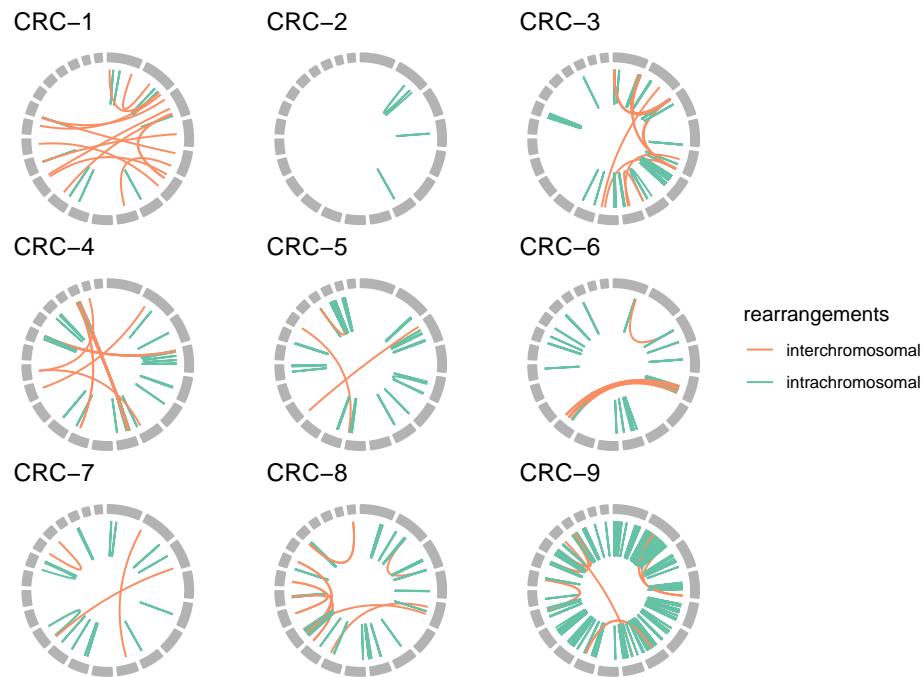 CRC−1
CRC−2
CRC−3
CRC−4
CRC−5
CRC−6
CRC−7
CRC−8
CRC−9
rearrangements
interchromosomal
intrachromosomal